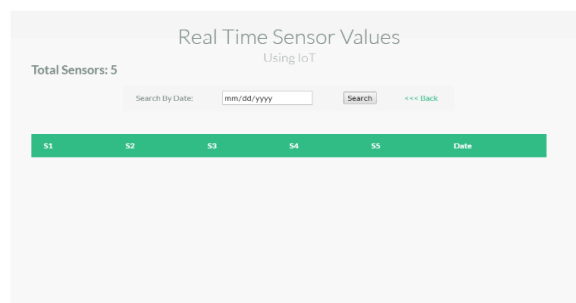 Real Time Sensor Values
Using IoT
Total Sensors: 5
Search By Date: mm/dd/yyyy Search <<< Back
S1 S2 S3 S4 S5 Date